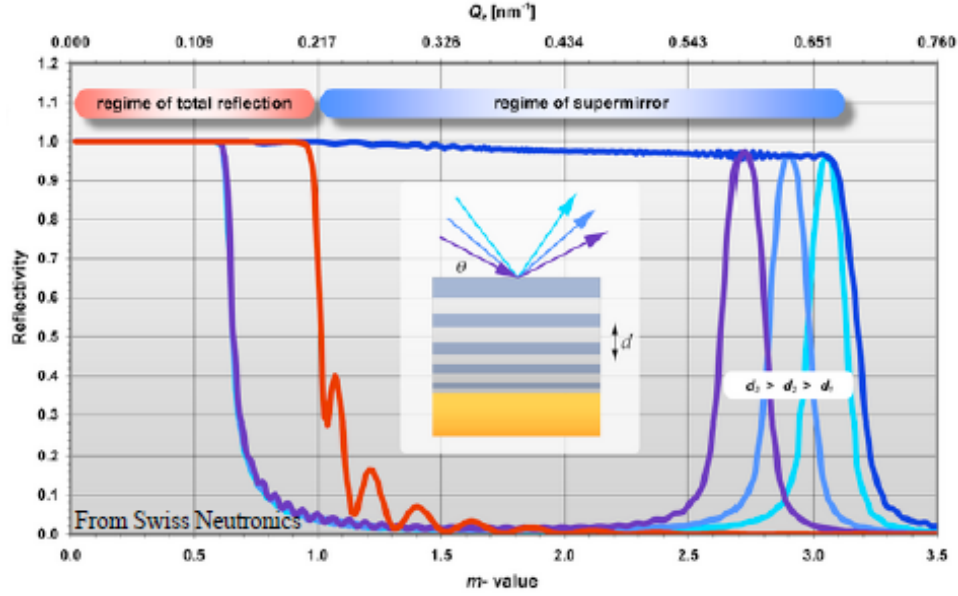 Qz [nm⁻¹]
0.000 0.109 0.217 0.326 0.434 0.543 0.651 0.760
1.2
1.1
regime of total reflection regime of supermirror
1.0
0.9
0.8
0.7
θ
0.6
Reflectivity
0.5
d
0.4
d₃ > d₂ > d₁
0.3
0.2
0.1
From Swiss Neutronics
0.0
0.0 0.5 1.0 1.5 2.0 2.5 3.0 3.5
m- value